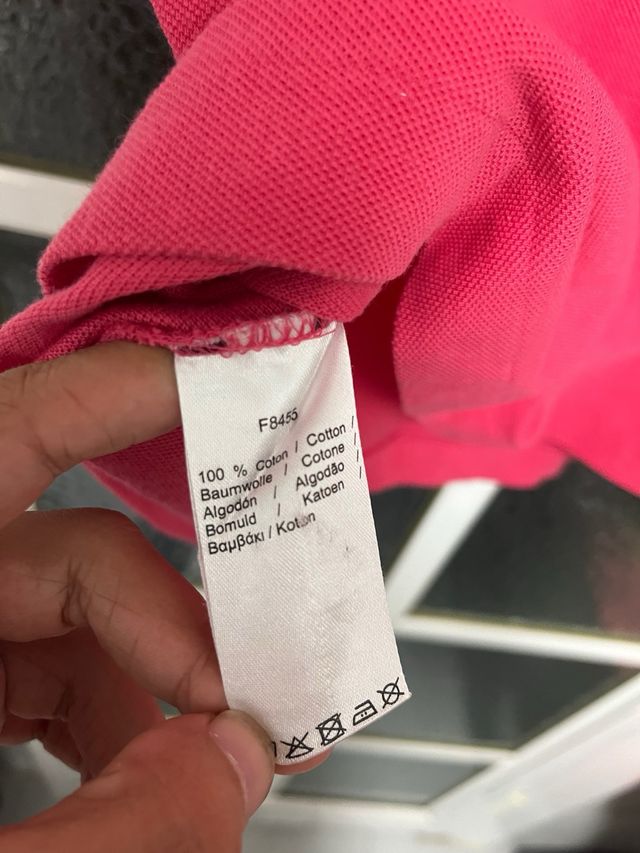 F8455
100 % Coton / Cotton /
Baumwolle / Cotone /
Algodón / Algodão /
Bomuld / Katoen /
Βαμβάκι / Koton